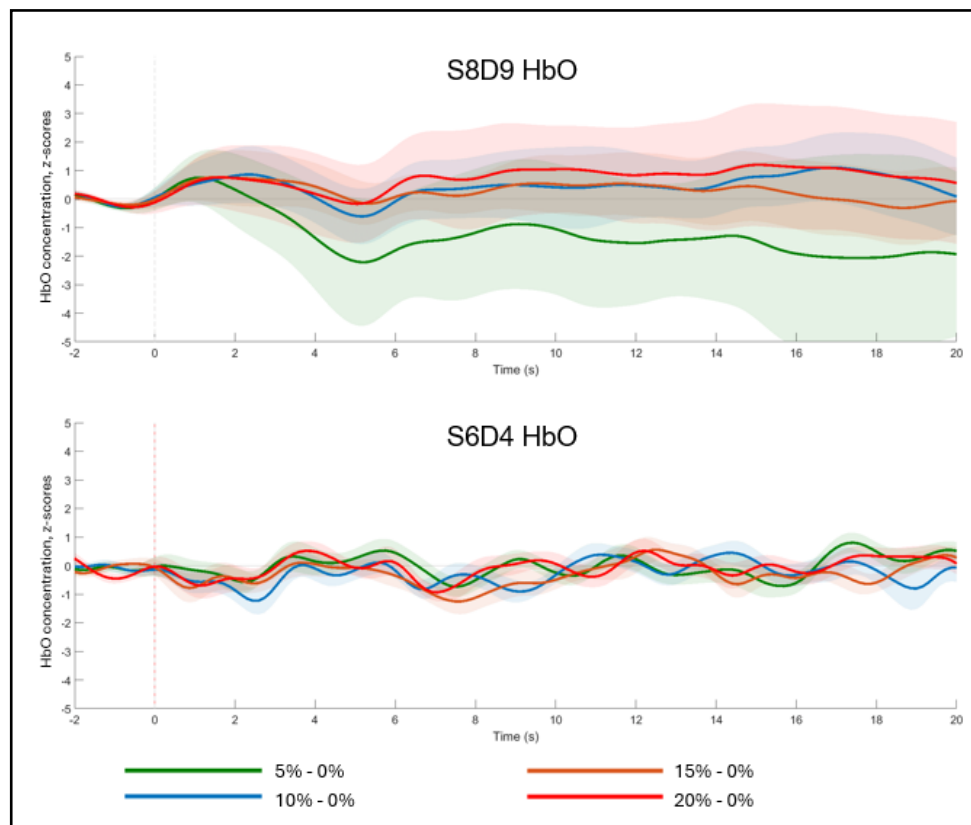 S8D9 HbO
HbO concentration, z-scores
5
4
3
2
1
0
-1
-2
-3
-4
-5
-2 0 2 4 6 8 10 12 14 16 18 20
Time (s)
S6D4 HbO
HbO concentration, z-scores
5
4
3
2
1
0
-1
-2
-3
-4
-5
-2 0 2 4 6 8 10 12 14 16 18 20
Time (s)
5% - 0% 15% - 0%
10% - 0% 20% - 0%